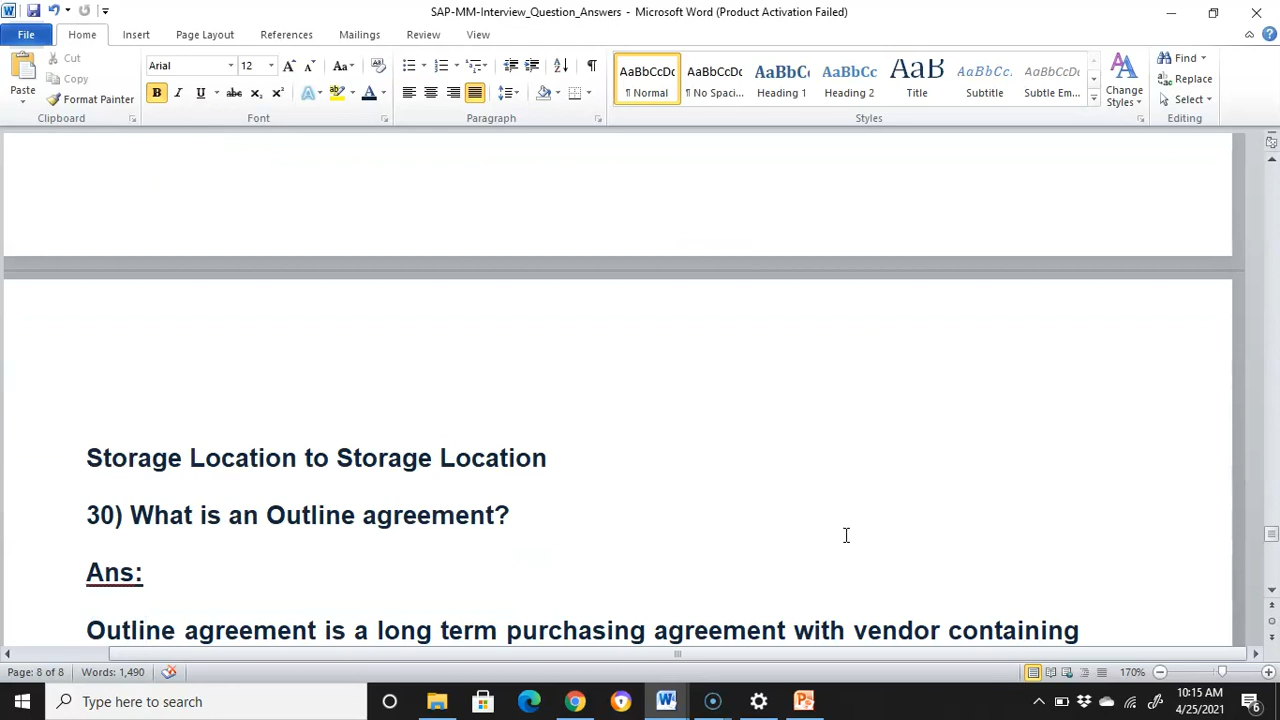 SAP-MM-Interview_Question_Answers - Microsoft Word (Product Activation Failed)
File Home Insert Page Layout References Mailings Review View
Paste
Cut
Copy
Format Painter
Clipboard
Arial 12
Font
Paragraph
AaBbCcDc AaBbCcDc AaBbCc AaBbCc AaB AaBbCc. AaBbCcDc
¶ Normal ¶ No Spaci... Heading 1 Heading 2 Title Subtitle Subtle Em...
Change
Styles
Styles
Find
Replace
Select
Editing
Storage Location to Storage Location
30) What is an Outline agreement?
Ans:
Outline agreement is a long term purchasing agreement with vendor containing
Page: 8 of 8 Words: 1,490 170%
Type here to search
10:15 AM
4/25/2021
6